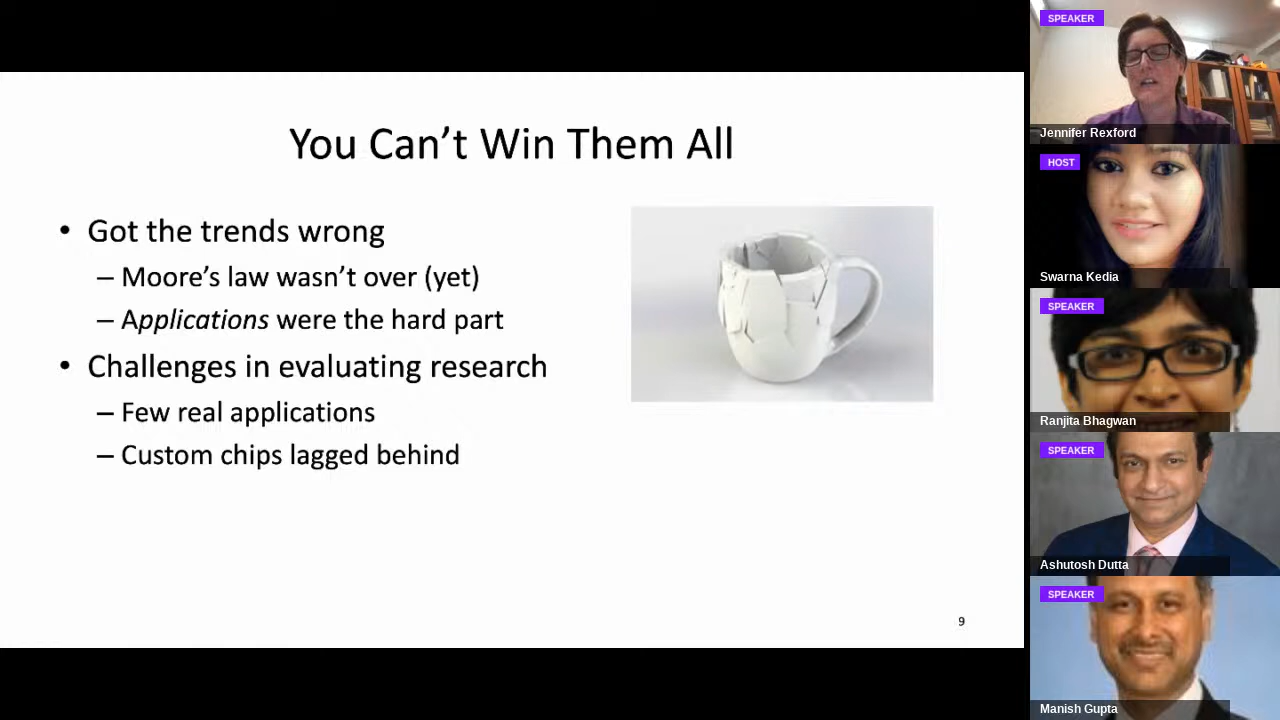 You Can’t Win Them All
• Got the trends wrong
– Moore’s law wasn’t over (yet)
– Applications were the hard part
• Challenges in evaluating research
– Few real applications
– Custom chips lagged behind
9
SPEAKER
Jennifer Rexford
HOST
Swarna Kedia
SPEAKER
Ranjita Bhagwan
SPEAKER
Ashutosh Dutta
SPEAKER
Manish Gupta